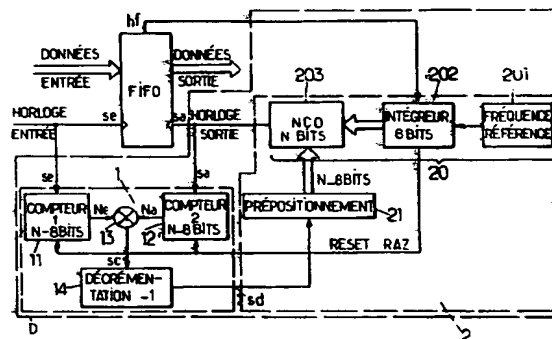 hf
DONNÉES
ENTRÉE
FiFO
DONNÉES
SORTIE
203
202
201
HORLOGE
ENTRÉE
se
sa
HORLOGE
SORTIE
NCO
N BITS
INTÉGREUR
8 BITS
FRÉQUENCE
RÉFÉRENCE
20
se
sa
N_8BITS
1
COMPTEUR
1
N-8BITS
Ne
Na
COMPTEUR
2
N_8BITS
PRÉPOSITIONNEMENT
21
11
13
12
RESET RAZ
sc
14
DÉCRÉMEN-
TATION -1
sd
D
2